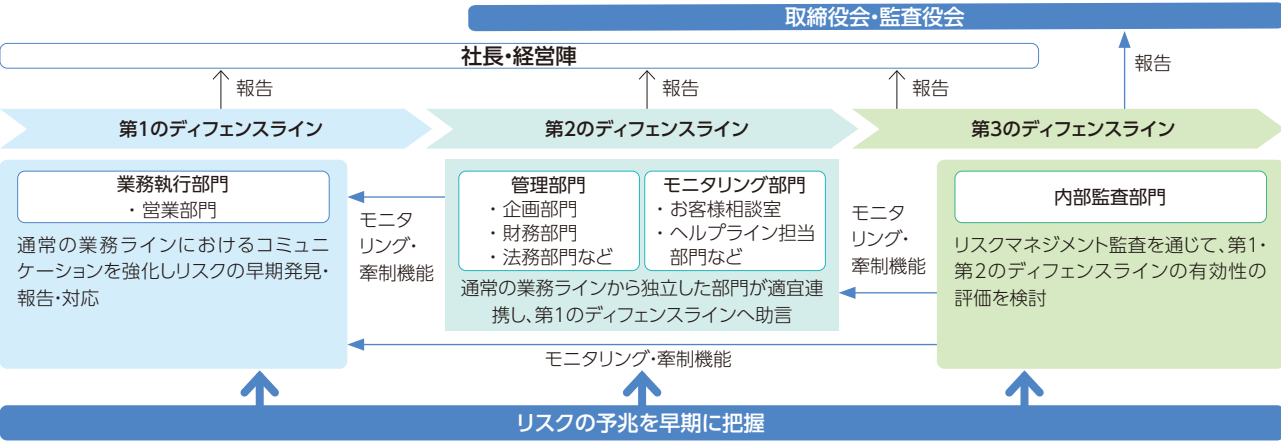 取締役会・監査役会
社長・経営陣
報告
報告
報告
報告
第1のディフェンスライン
第2のディフェンスライン
第3のディフェンスライン
業務執行部門
・営業部門
通常の業務ラインにおけるコミュニ
ケーションを強化しリスクの早期発見・
報告・対応
モニタ
リング・
牽制機能
管理部門
・企画部門
・財務部門
・法務部門など
モニタリング部門
・お客様相談室
・ヘルプライン担当
部門など
通常の業務ラインから独立した部門が適宜連
携し、第1のディフェンスラインへ助言
モニタ
リング・
牽制機能
内部監査部門
リスクマネジメント監査を通じて、第1・
第2のディフェンスラインの有効性の
評価を検討
モニタリング・牽制機能
リスクの予兆を早期に把握